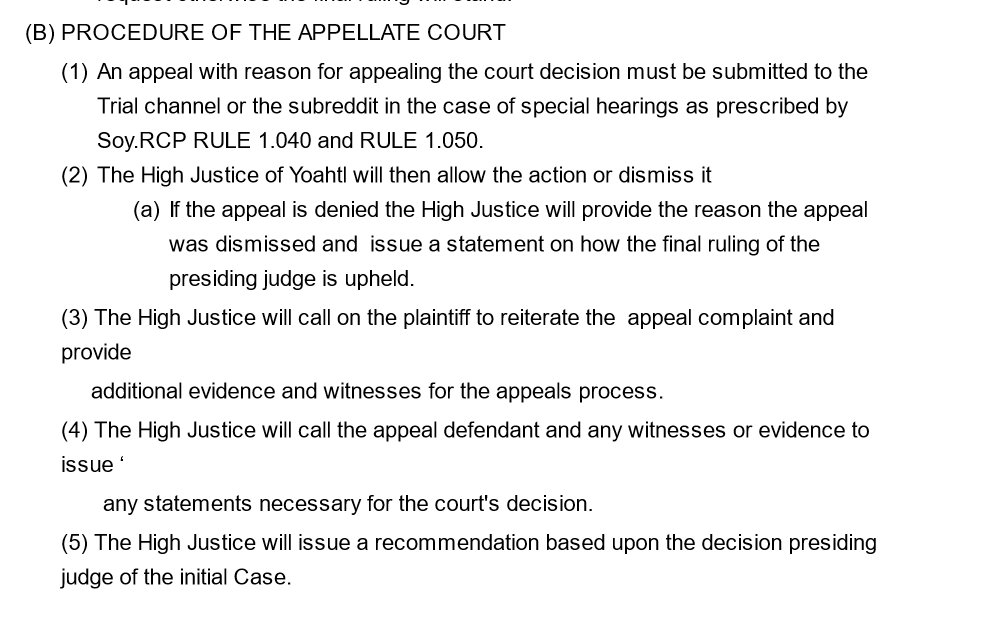 request otherwise the final ruling will stand.
(B) PROCEDURE OF THE APPELLATE COURT
(1) An appeal with reason for appealing the court decision must be submitted to the
Trial channel or the subreddit in the case of special hearings as prescribed by
Soy.RCP RULE 1.040 and RULE 1.050.
(2) The High Justice of Yoahtl will then allow the action or dismiss it
(a) If the appeal is denied the High Justice will provide the reason the appeal
was dismissed and  issue a statement on how the final ruling of the
presiding judge is upheld.
(3) The High Justice will call on the plaintiff to reiterate the  appeal complaint and
provide
additional evidence and witnesses for the appeals process.
(4) The High Justice will call the appeal defendant and any witnesses or evidence to
issue ‘
any statements necessary for the court's decision.
(5) The High Justice will issue a recommendation based upon the decision presiding
judge of the initial Case.